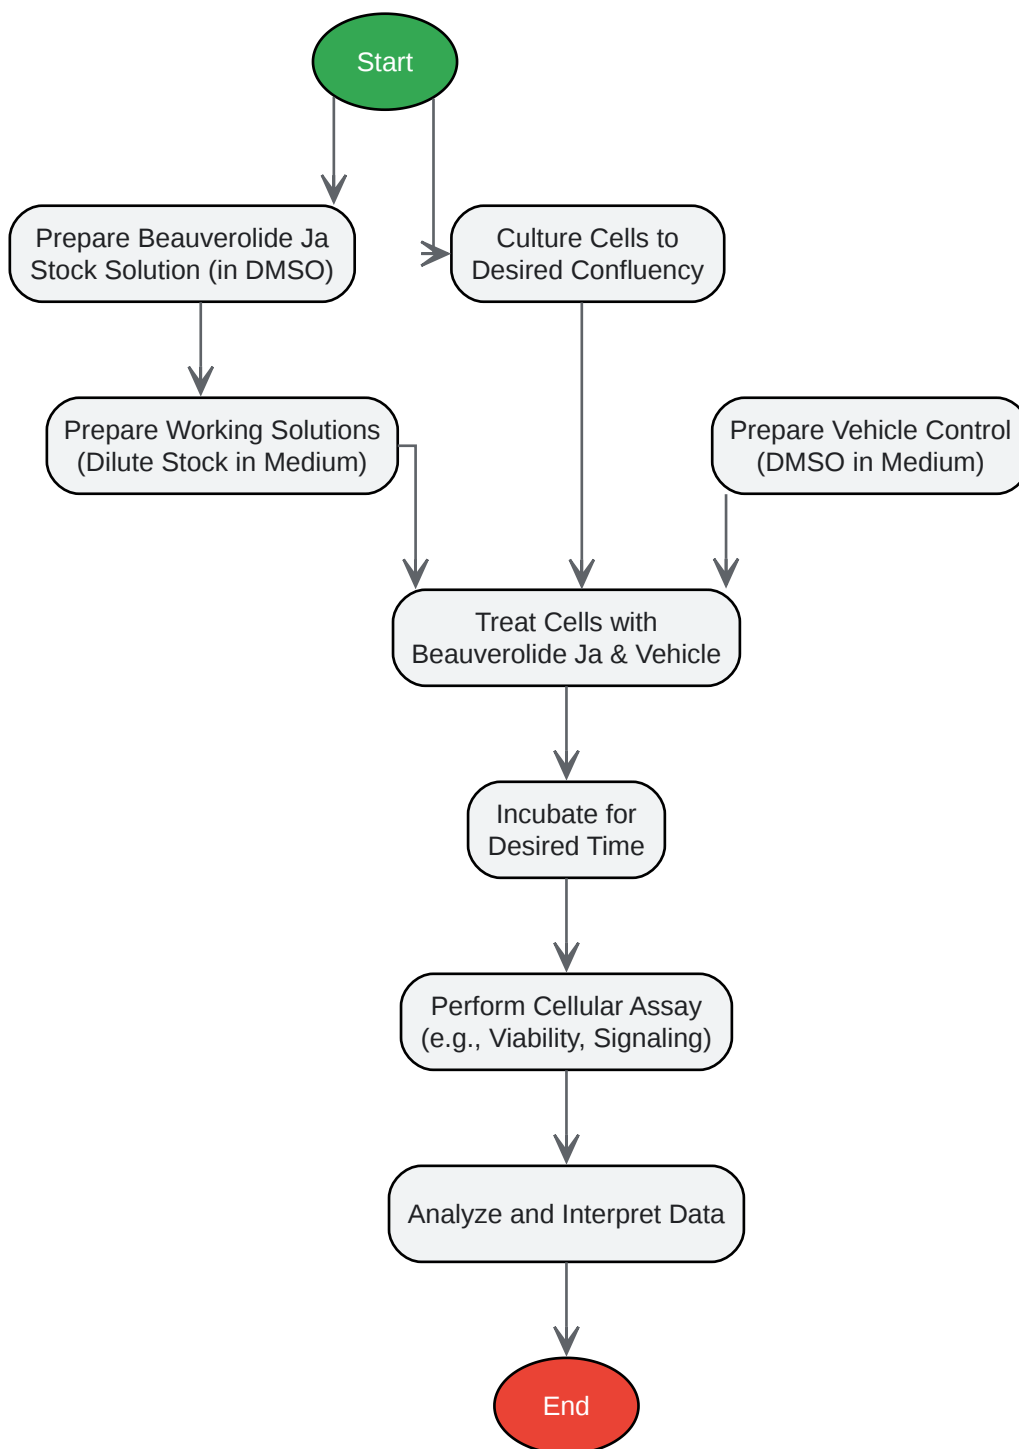 Start
Prepare Beauverolide Ja
Stock Solution (in DMSO)
Culture Cells to
Desired Confluency
Prepare Working Solutions
(Dilute Stock in Medium)
Prepare Vehicle Control
(DMSO in Medium)
Treat Cells with
Beauverolide Ja & Vehicle
Incubate for
Desired Time
Perform Cellular Assay
(e.g., Viability, Signaling)
Analyze and Interpret Data
End